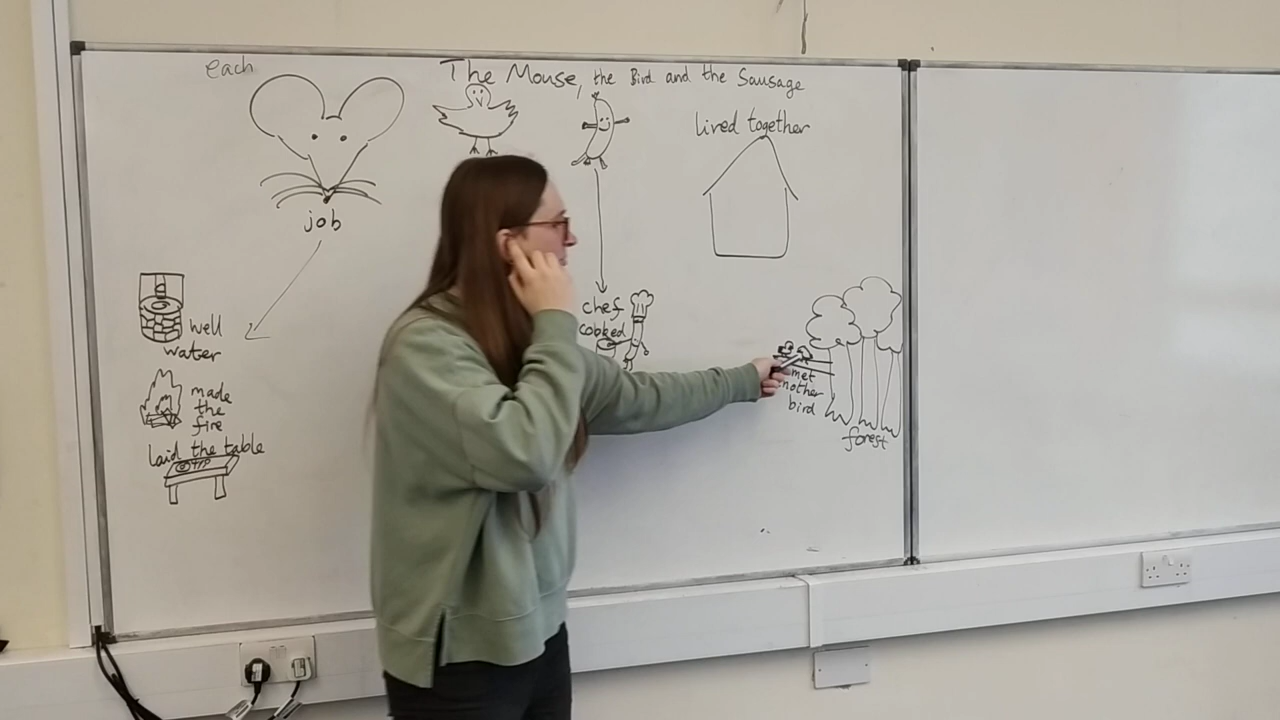 each
The Mouse, the Bird and the Sausage
lived together
job
chef
cooked
well
water
made
the
fire
laid the table
met
another
bird
forest